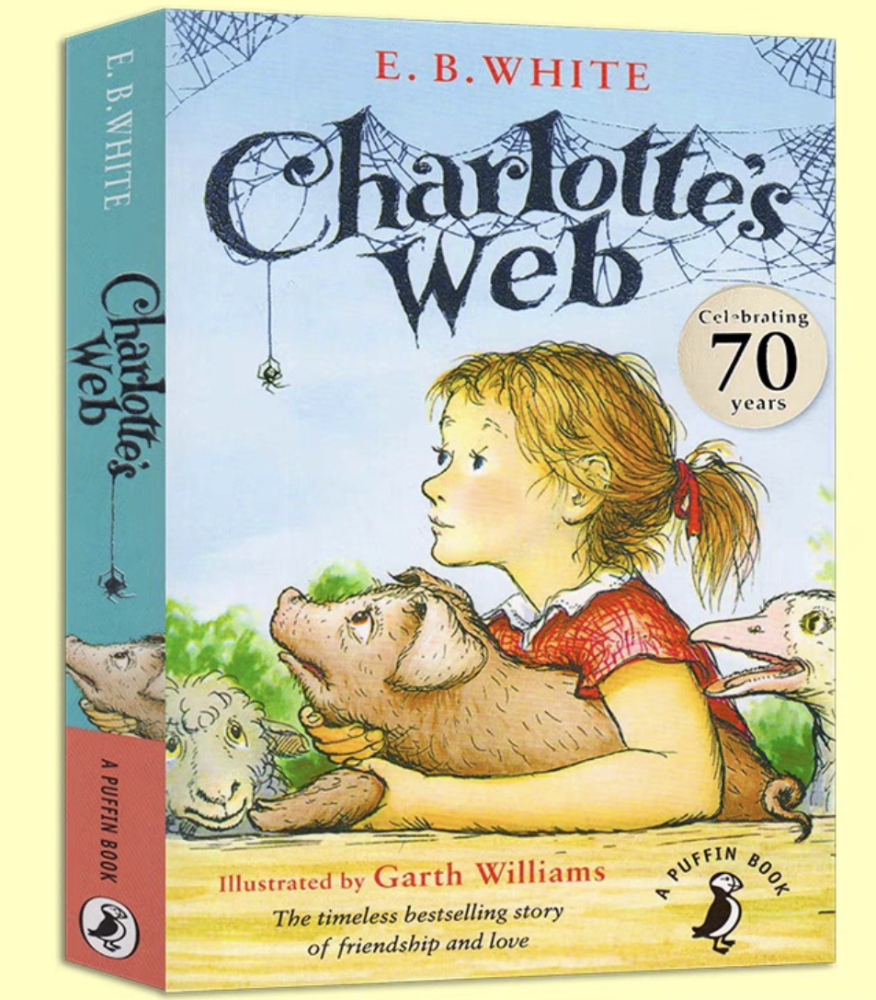 E. B. WHITE
Charlotte's
Web
A PUFFIN BOOK
E. B. WHITE
Charlotte's
Web
Celebrating
70
years
Illustrated by Garth Williams
The timeless bestselling story
of friendship and love
A PUFFIN BOOK